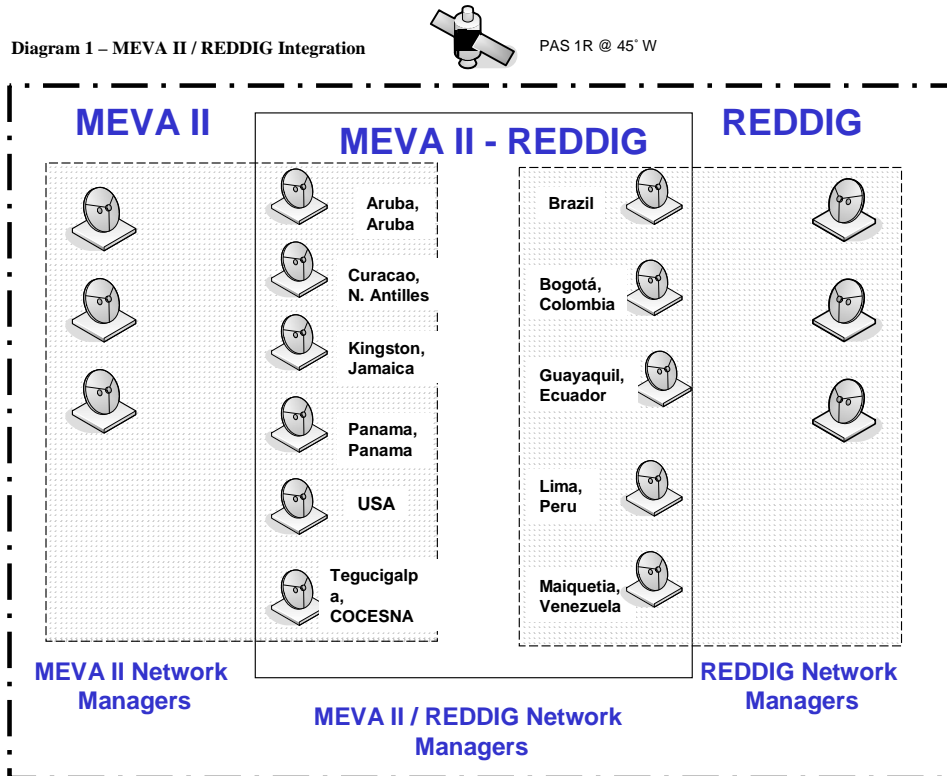 Diagram 1 – MEVA II / REDDIG Integration
PAS 1R @ 45° W
MEVA II
MEVA II - REDDIG
REDDIG
Aruba,
Aruba
Curacao,
N. Antilles
Kingston,
Jamaica
Panama,
Panama
USA
Tegucigalp
a,
COCESNA
Brazil
Bogotá,
Colombia
Guayaquil,
Ecuador
Lima,
Peru
Maiquetia,
Venezuela
MEVA II Network
Managers
MEVA II / REDDIG Network
Managers
REDDIG Network
Managers